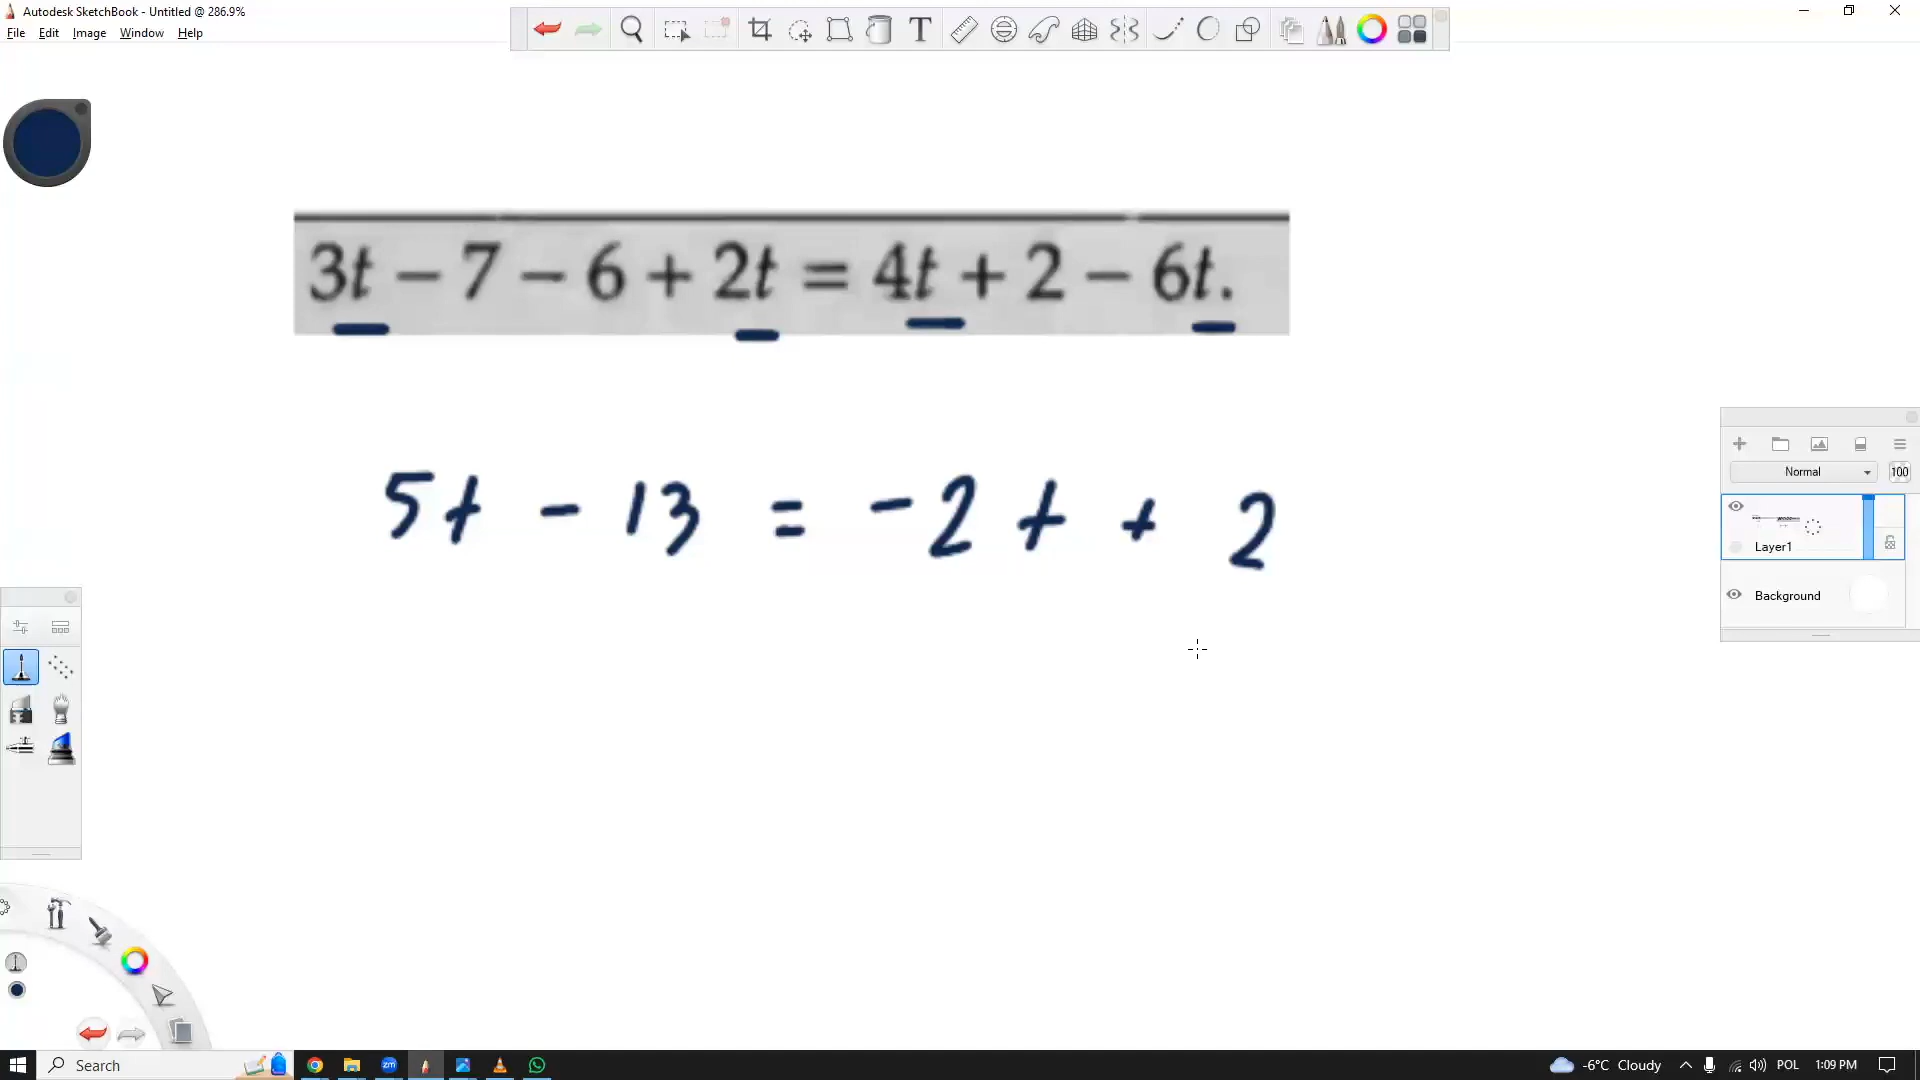 Autodesk SketchBook - Untitled @ 286.9%
File Edit Image Window Help
T
3t − 7 − 6 + 2t = 4t + 2 − 6t.
5t - 13 = -2t + 2
Normal 100
Layer1
Background
Search
zm
-6°C Cloudy POL 1:09 PM